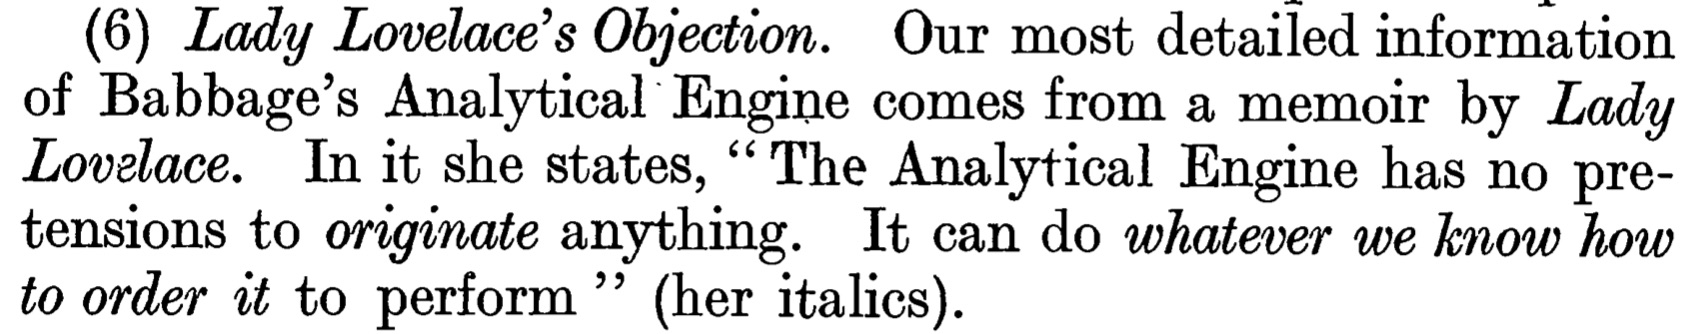 (6) Lady Lovelace's Objection. Our most detailed information
of Babbage's Analytical Engine comes from a memoir by Lady
Lovelace. In it she states, “ The Analytical Engine has no pre-
tensions to originate anything. It can do whatever we know how
to order it to perform ” (her italics).